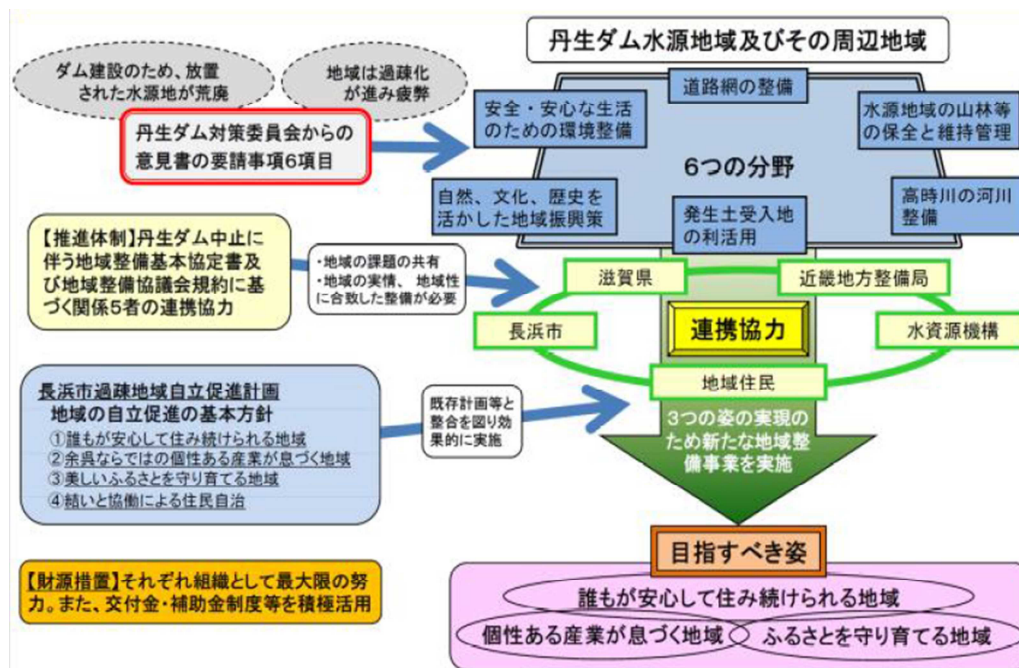 丹生ダム水源地域及びその周辺地域
ダム建設のため、放置
された水源地が荒廃
地域は過疎化
が進み疲弊
丹生ダム対策委員会からの
意見書の要請事項6項目
道路網の整備
安全・安心な生活
のための環境整備
水源地域の山林等
の保全と維持管理
6つの分野
自然、文化、歴史を
活かした地域振興策
発生土受入地
の利活用
高時川の河川
整備
【推進体制】丹生ダム中止に
伴う地域整備基本協定書及
び地域整備協議会規約に基
づく関係5者の連携協力
・地域の課題の共有
・地域の実情、地域性
に合致した整備が必要
滋賀県
近畿地方整備局
長浜市
連携協力
水資源機構
地域住民
長浜市過疎地域自立促進計画
地域の自立促進の基本方針
①誰もが安心して住み続けられる地域
②余呉ならではの個性ある産業が息づく地域
③美しいふるさとを守り育てる地域
④結いと協働による住民自治
既存計画等と
整合を図り効
果的に実施
3つの姿の実現の
ため新たな地域整
備事業を実施
【財源措置】それぞれ組織として最大限の努
力。また、交付金・補助金制度等を積極活用
目指すべき姿
誰もが安心して住み続けられる地域
個性ある産業が息づく地域
ふるさとを守り育てる地域